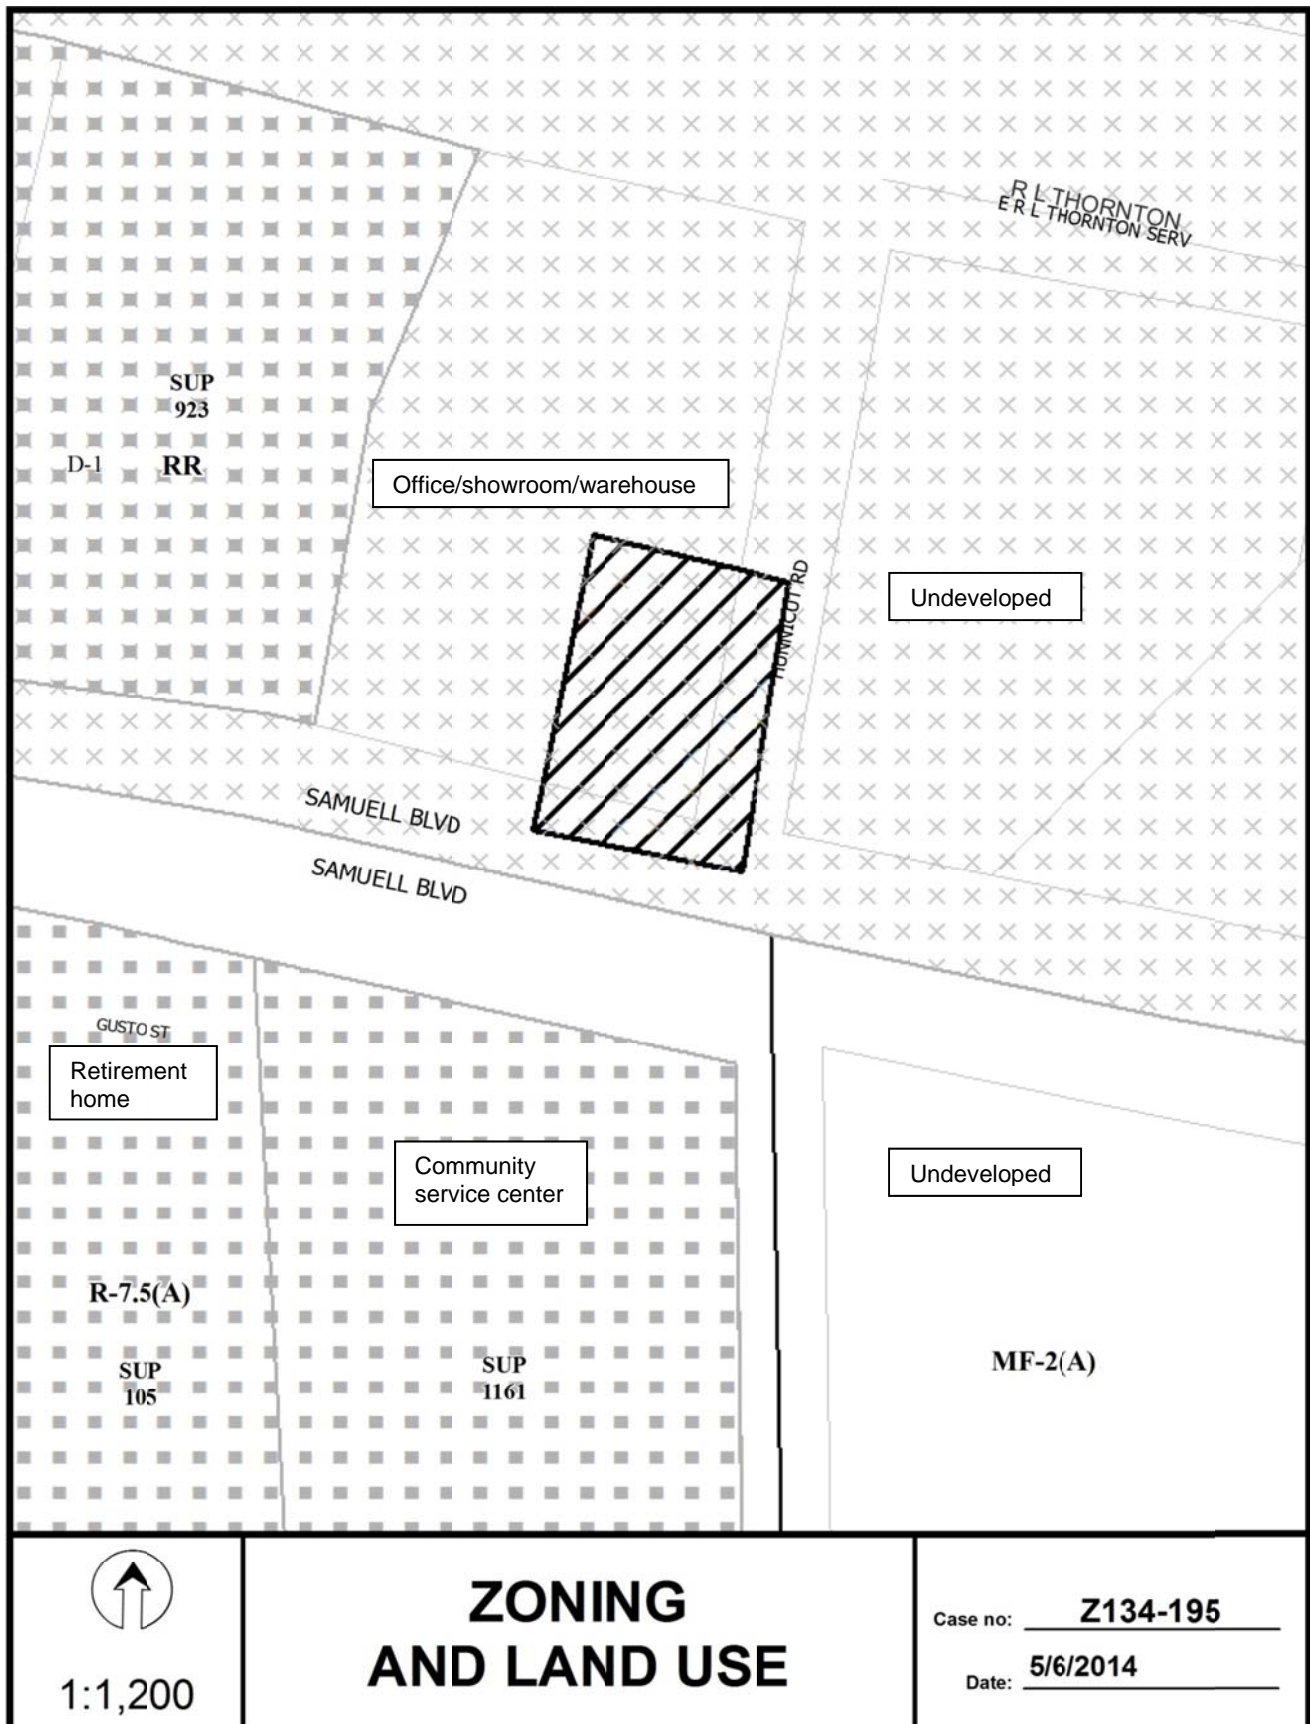 R L THORNTON
E R L THORNTON SERV
SUP
923
D-1 RR
Office/showroom/warehouse
HUNNICUT RD
Undeveloped
SAMUELL BLVD
SAMUELL BLVD
GUSTO ST
Retirement
home
Community
service center
Undeveloped
R-7.5(A)
SUP
105
SUP
1161
MF-2(A)
1:1,200
ZONING
AND LAND USE
Case no: Z134-195
Date: 5/6/2014